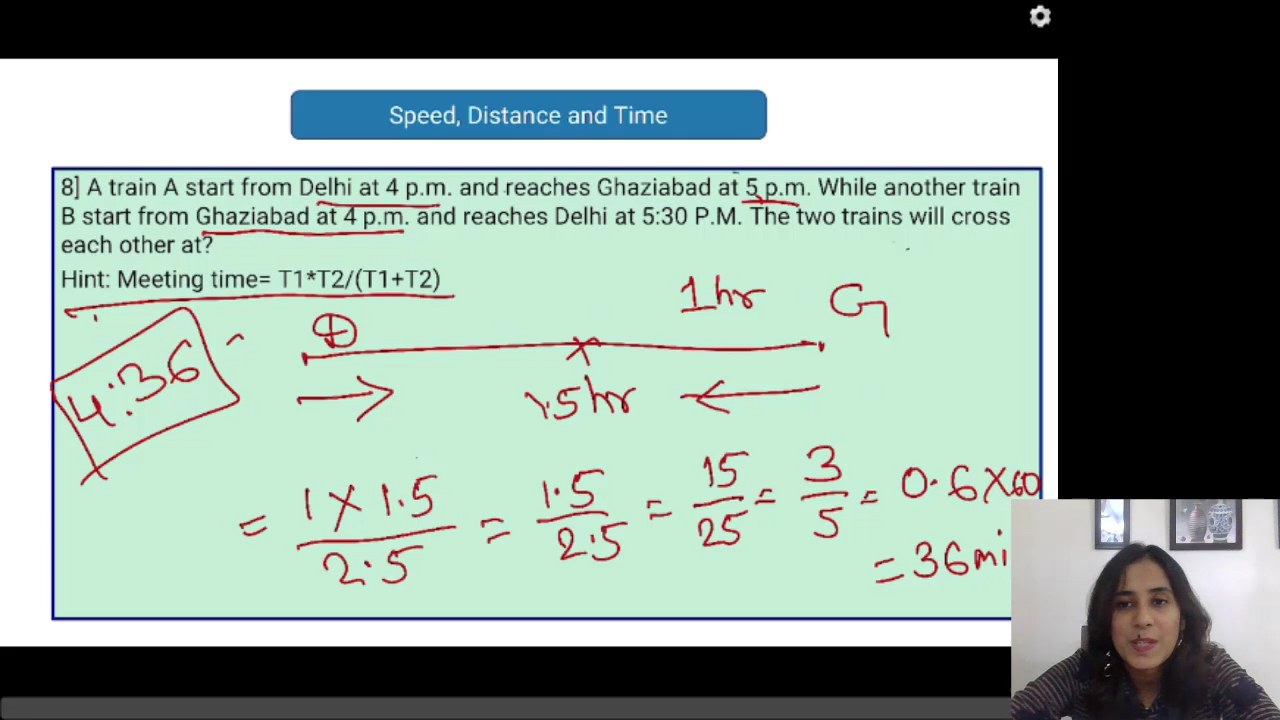 Speed, Distance and Time
8] A train A start from Delhi at 4 p.m. and reaches Ghaziabad at 5 p.m. While another train
B start from Ghaziabad at 4 p.m. and reaches Delhi at 5:30 P.M. The two trains will cross
each other at?
Hint: Meeting time= T1*T2/(T1+T2)
1hr G
D
4:36
1.5hr
= 1 X 1.5 / 2.5 = 1.5 / 2.5 = 15 / 25 = 3 / 5 = 0.6 X 60
= 36mi